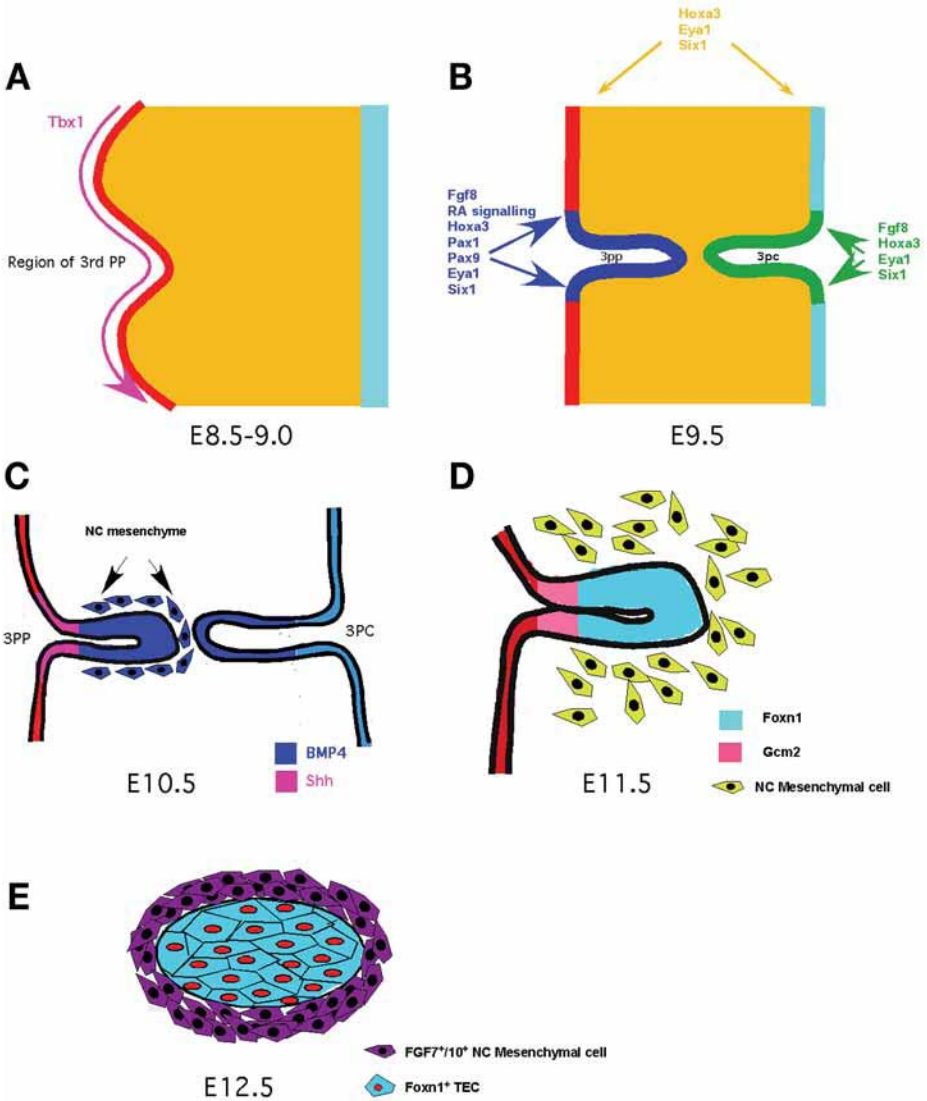 Hoxa3
Eya1
Six1
A
Tbx1
Region of 3rd PP
E8.5-9.0
B
Fgf8
RA signalling
Hoxa3
Pax1
Pax9
Eya1
Six1
3pp
3pc
Fgf8
Hoxa3
Eya1
Six1
E9.5
C
NC mesenchyme
3PP
3PC
BMP4
Shh
E10.5
D
Foxn1
Gcm2
NC Mesenchymal cell
E11.5
E
FGF7⁺/10⁺ NC Mesenchymal cell
Foxn1⁺ TEC
E12.5